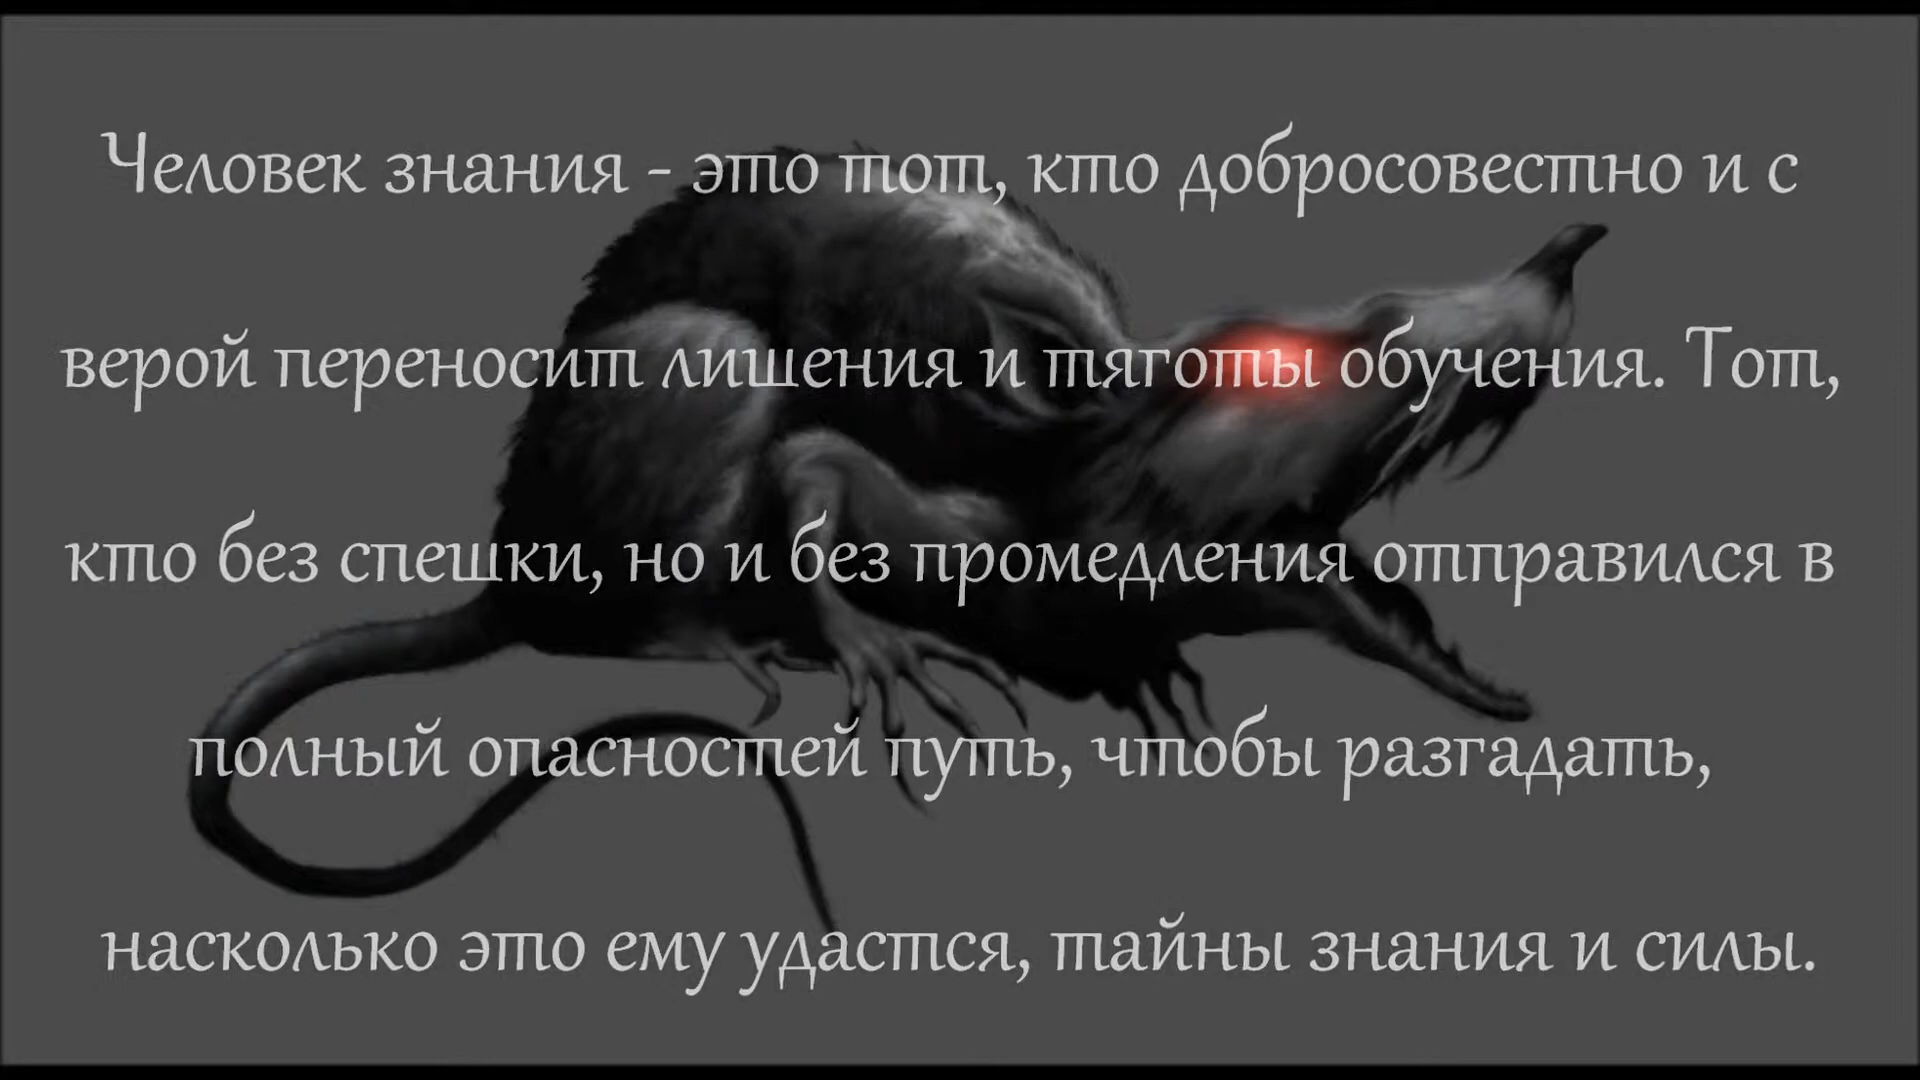 Человек знания - это тот, кто добросовестно и с
верой переносит лишения и тяготы обучения. Тот,
кто без спешки, но и без промедления отправился в
полный опасностей путь, чтобы разгадать,
насколько это ему удастся, тайны знания и силы.